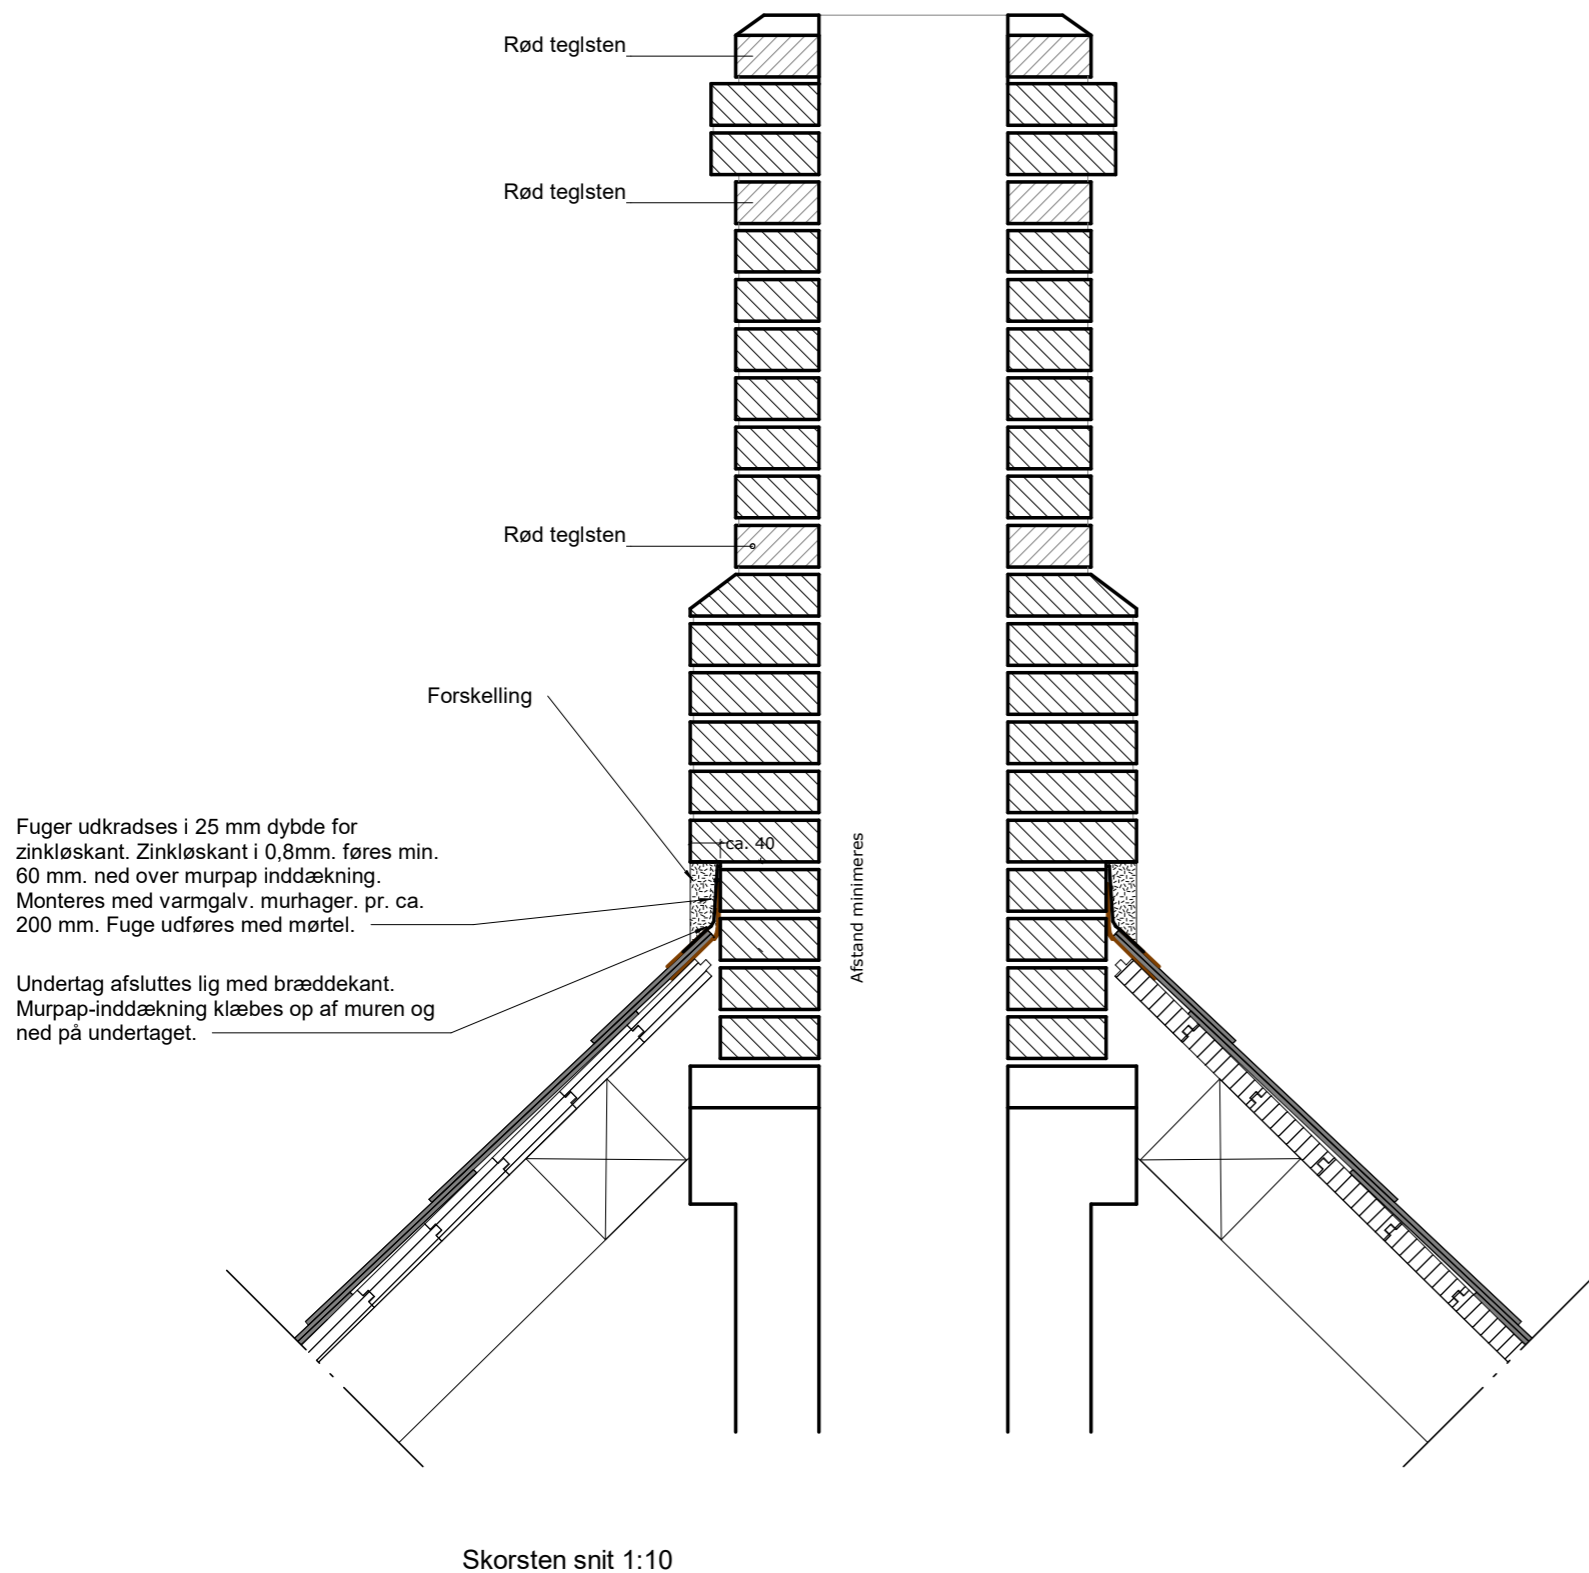 Rød teglsten
Rød teglsten
Rød teglsten
Forskelling
Fuger udkradses i 25 mm dybde for
zinkløskant. Zinkløskant i 0,8mm. føres min.
60 mm. ned over murpap inddækning.
Monteres med varmgalv. murhager. pr. ca.
200 mm. Fuge udføres med mørtel.
ca. 40
Afstand minimeres
Undertag afsluttes lig med bræddekant.
Murpap-inddækning klæbes op af muren og
ned på undertaget.
Skorsten snit 1:10